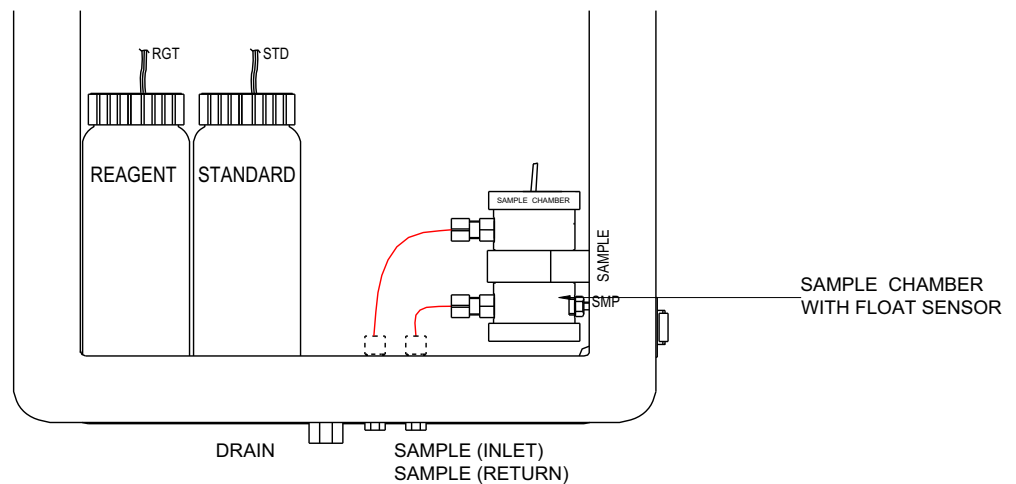 RGT
STD
REAGENT
STANDARD
SAMPLE CHAMBER
SAMPLE
SMP
SAMPLE CHAMBER
WITH FLOAT SENSOR
DRAIN
SAMPLE (INLET)
SAMPLE (RETURN)